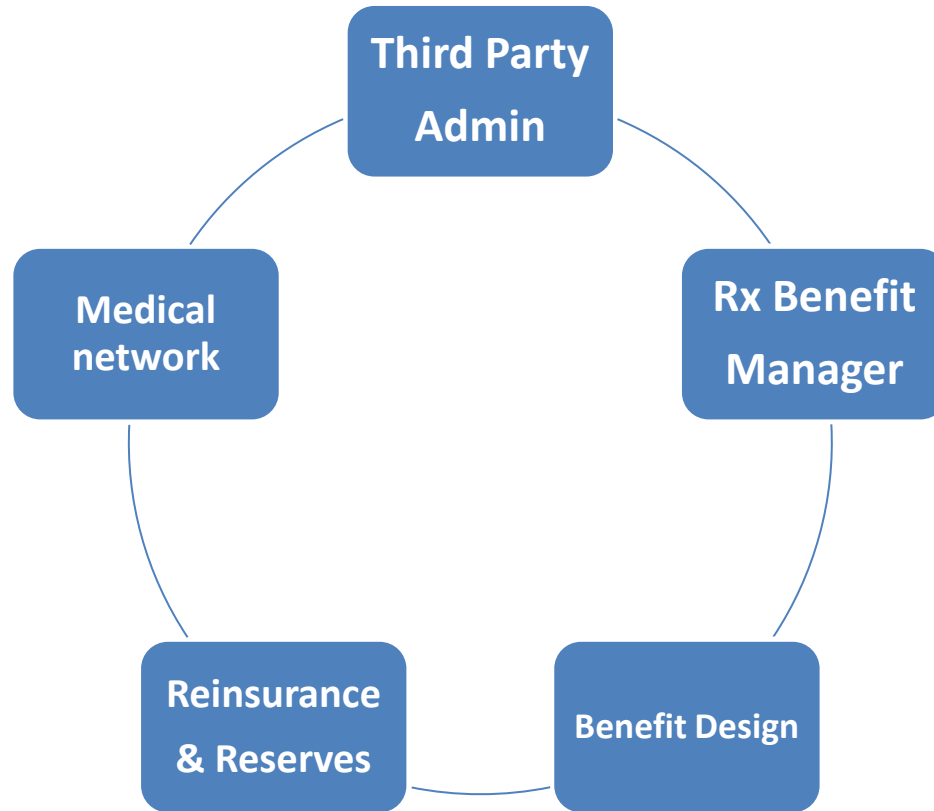 Third Party
Admin
Rx Benefit
Manager
Benefit Design
Reinsurance
& Reserves
Medical
network